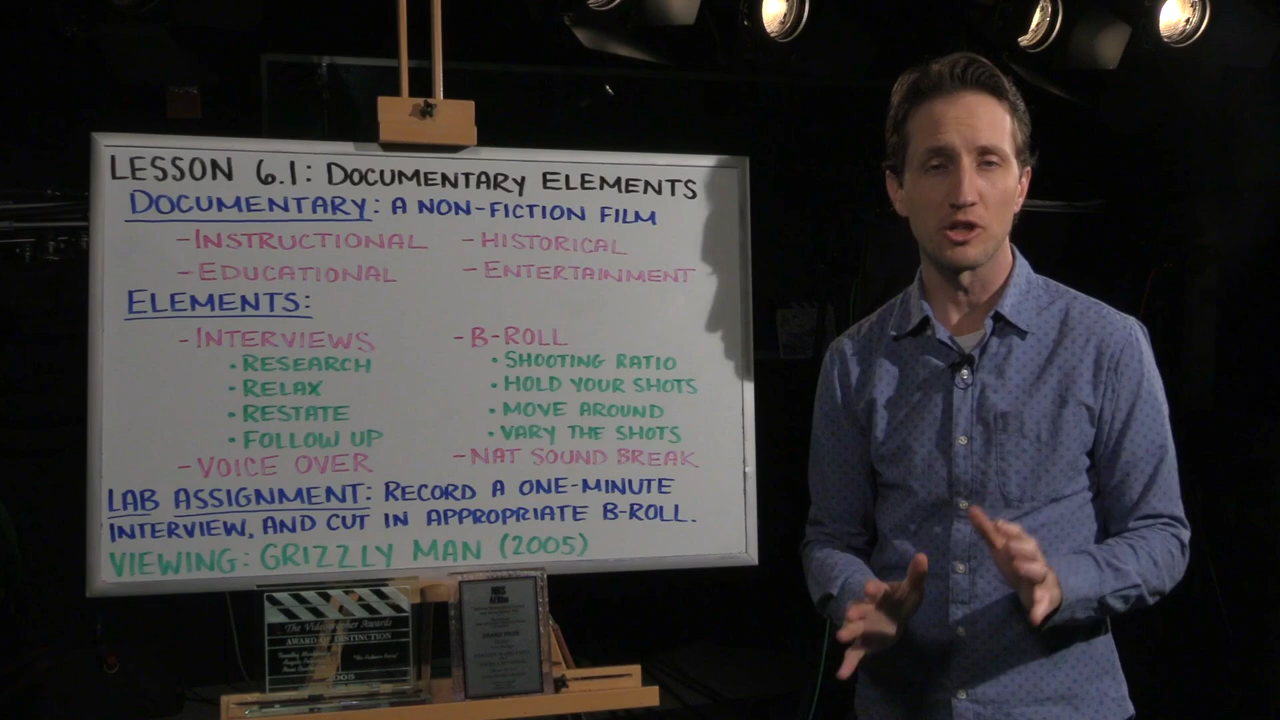 LESSON 6.1: DOCUMENTARY ELEMENTS
DOCUMENTARY: A NON-FICTION FILM
-INSTRUCTIONAL -HISTORICAL
-EDUCATIONAL -ENTERTAINMENT
ELEMENTS:
-INTERVIEWS
• RESEARCH
• RELAX
• RESTATE
• FOLLOW UP
-VOICE OVER
-B-ROLL
• SHOOTING RATIO
• HOLD YOUR SHOTS
• MOVE AROUND
• VARY THE SHOTS
-NAT SOUND BREAK
LAB ASSIGNMENT: RECORD A ONE-MINUTE
INTERVIEW, AND CUT IN APPROPRIATE B-ROLL.
VIEWING: GRIZZLY MAN (2005)
The Videographer Awards
AWARD OF DISTINCTION
2005